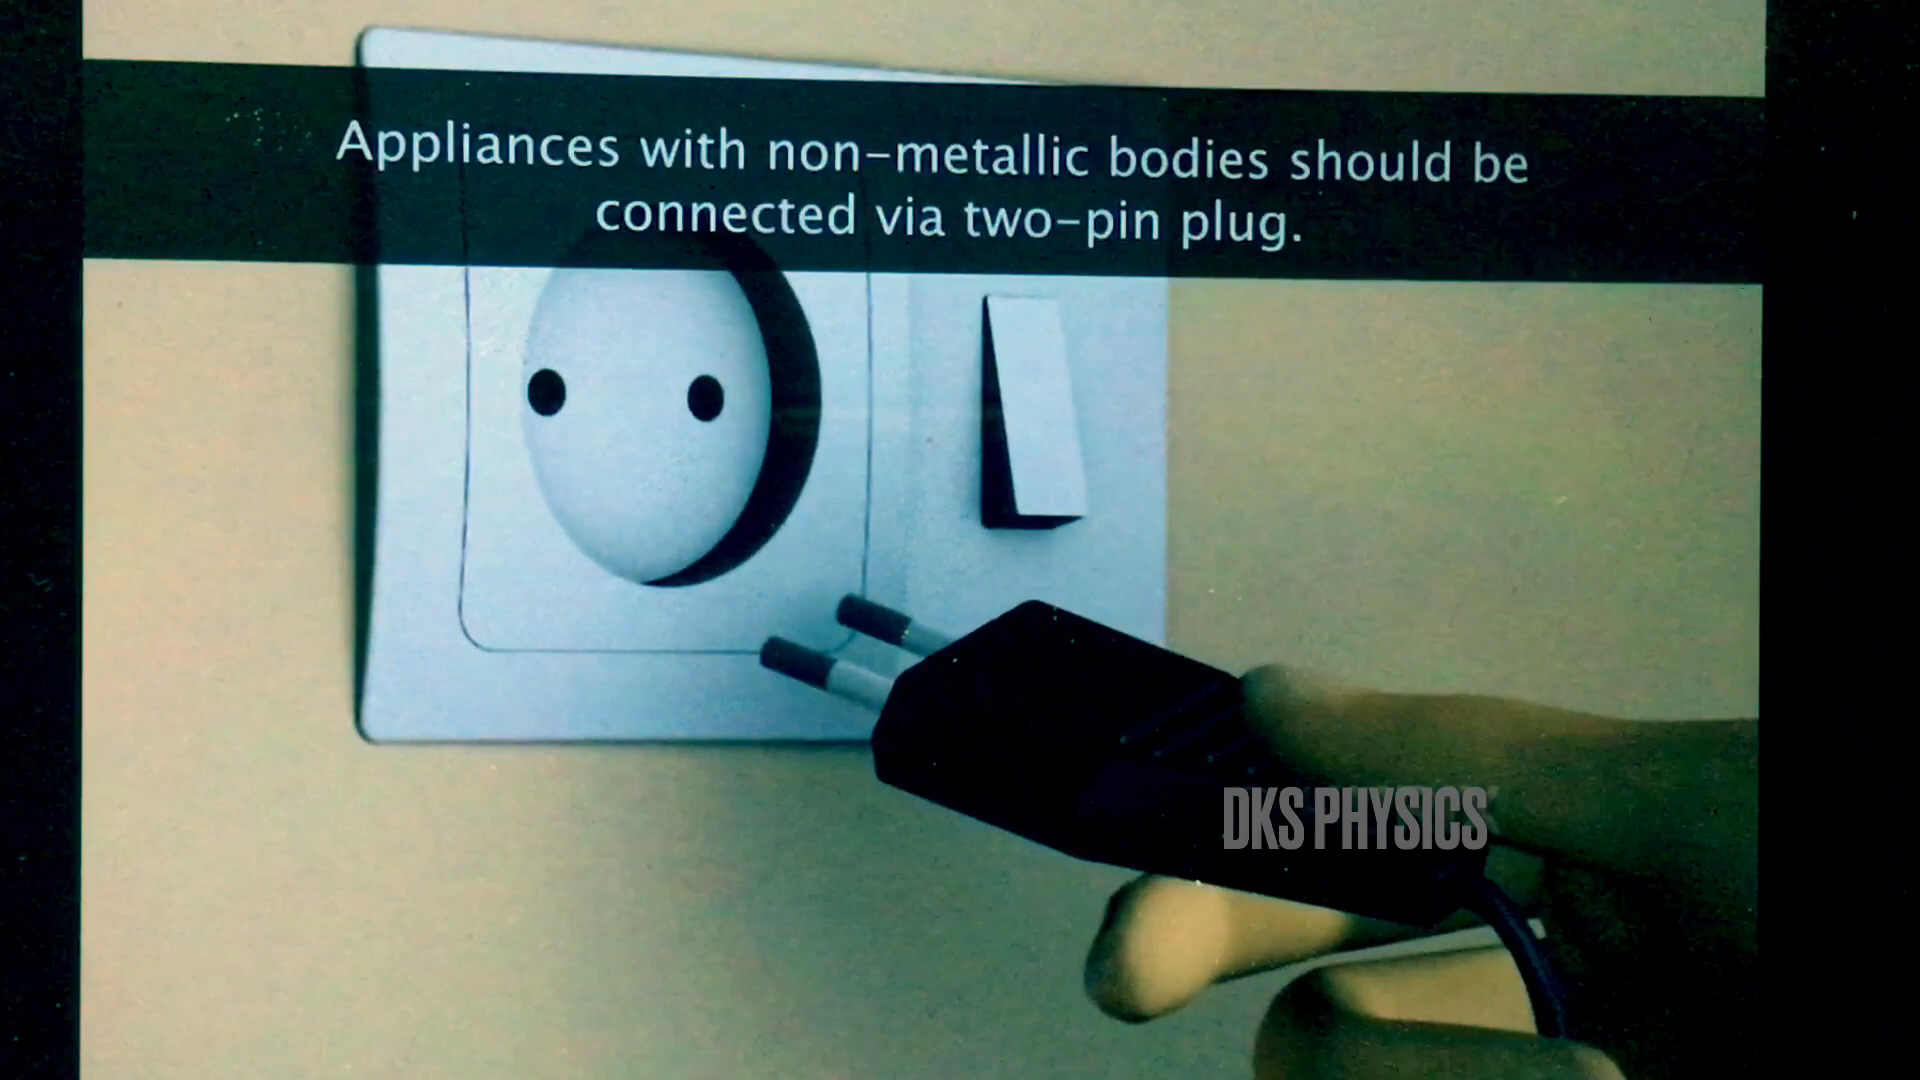 Appliances with non-metallic bodies should be
connected via two-pin plug.
DKS PHYSICS